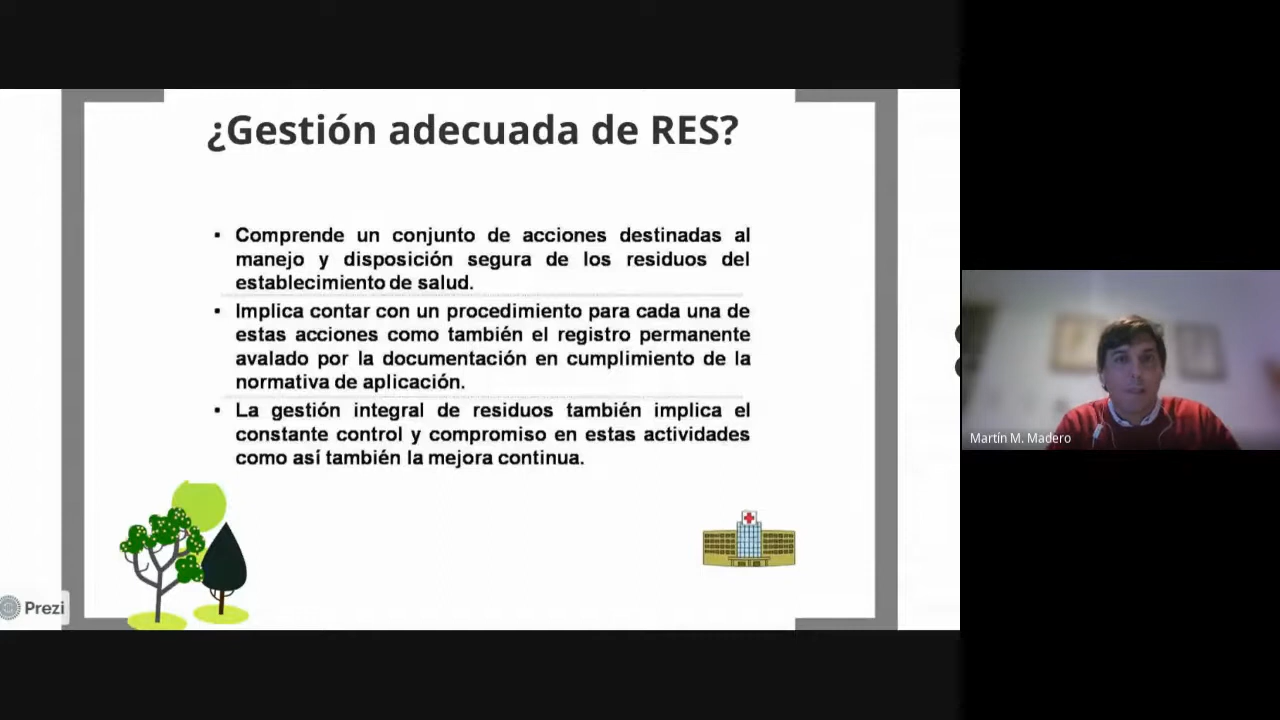 ¿Gestión adecuada de RES?
• Comprende un conjunto de acciones destinadas al
manejo y disposición segura de los residuos del
establecimiento de salud.
• Implica contar con un procedimiento para cada una de
estas acciones como también el registro permanente
avalado por la documentación en cumplimiento de la
normativa de aplicación.
• La gestión integral de residuos también implica el
constante control y compromiso en estas actividades
como así también la mejora continua.
Prezi
Martín M. Madero